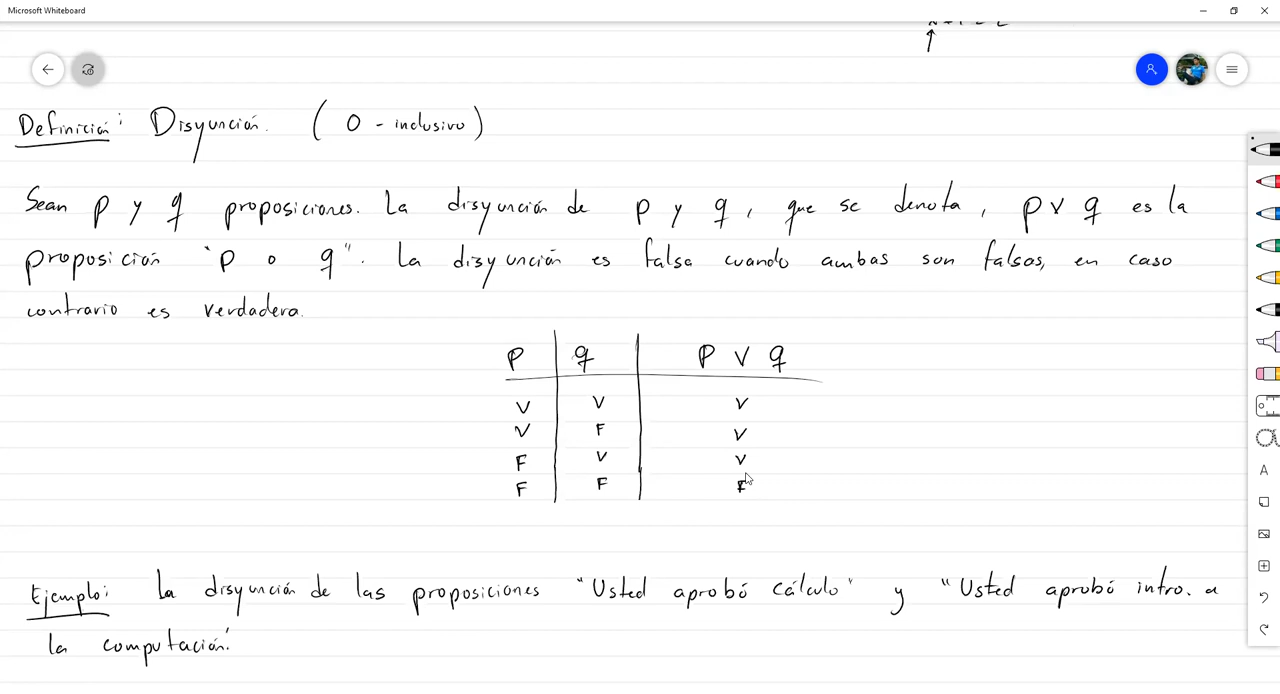 Microsoft Whiteboard
Definición: Disyunción. (O - inclusivo)
Sean p y q proposiciones. La disyunción de p y q, que se denota, p ∨ q es la
proposición "p o q". La disyunción es falsa cuando ambas son falsas, en caso
contrario es verdadera.
p q p ∨ q
V V V
V F V
F V V
F F F
Ejemplo: La disyunción de las proposiciones "Usted aprobó cálculo" y "Usted aprobó intro. a
la computación."
A